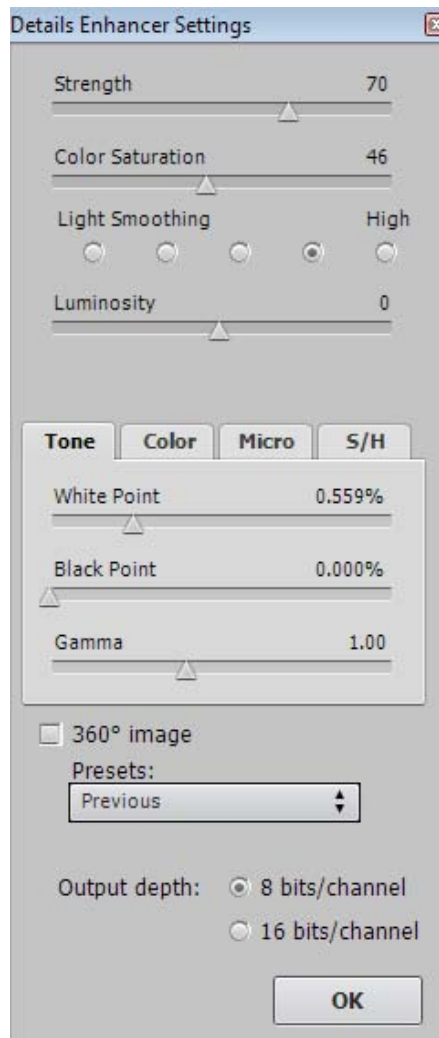 Details Enhancer Settings
Strength 70
Color Saturation 46
Light Smoothing High
Luminosity 0
Tone Color Micro S/H
White Point 0.559%
Black Point 0.000%
Gamma 1.00
360° image
Presets:
Previous
Output depth: 8 bits/channel
16 bits/channel
OK